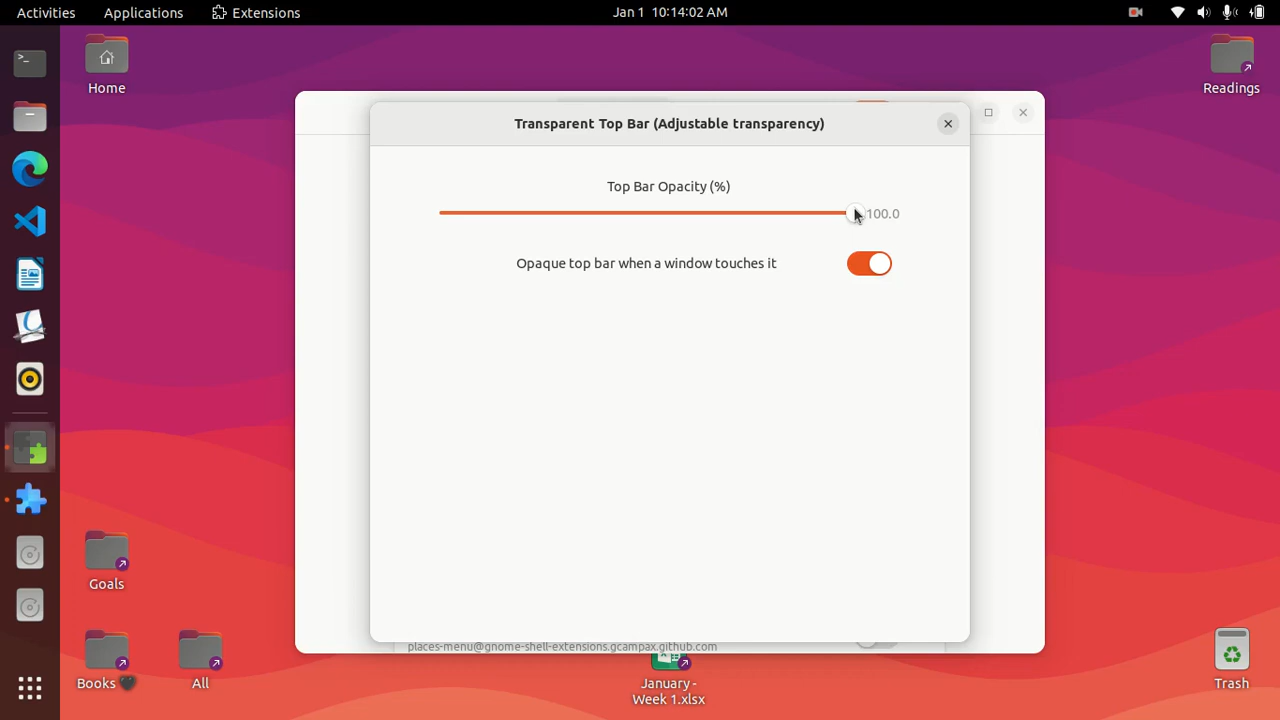 Activities
Applications
Extensions
Jan 1 10:14:02 AM
Home
Readings
Transparent Top Bar (Adjustable transparency)
Top Bar Opacity (%)
100.0
Opaque top bar when a window touches it
Goals
places-menu@gnome-shell-extensions.gcampax.github.com
Books 🖤
All
January -
Week 1.xlsx
Trash